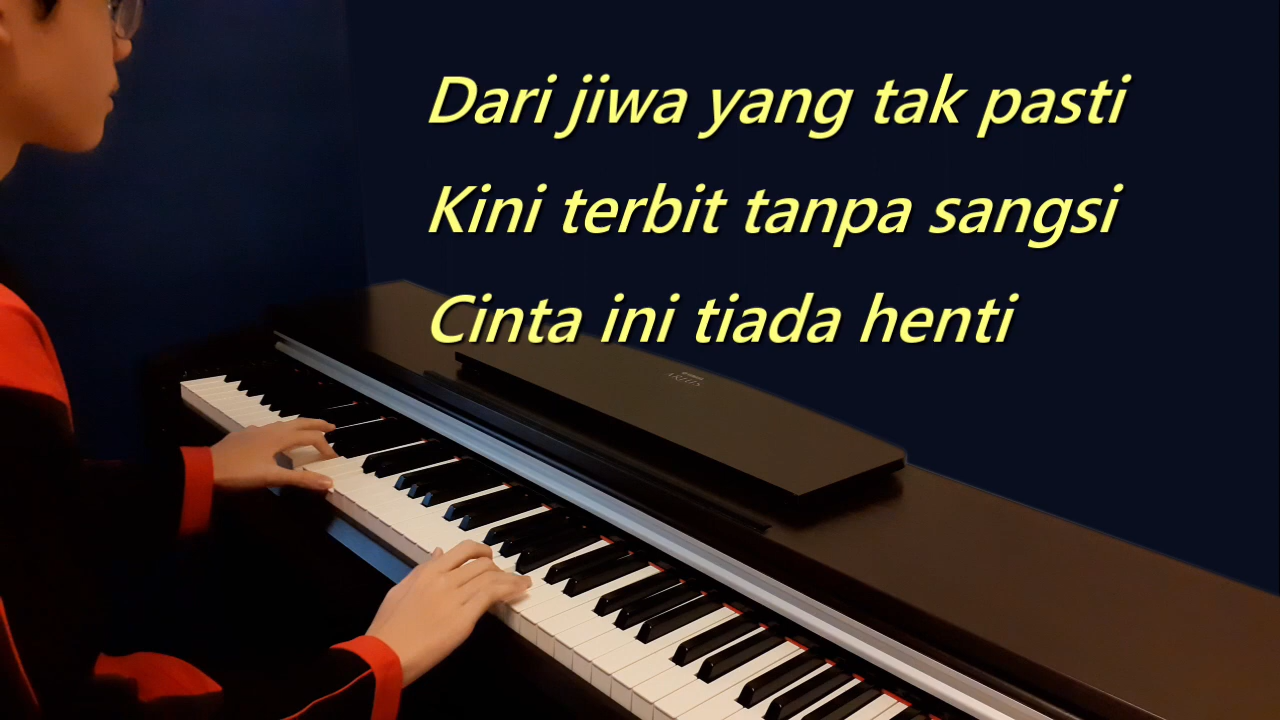 Dari jiwa yang tak pasti
Kini terbit tanpa sangsi
Cinta ini tiada henti